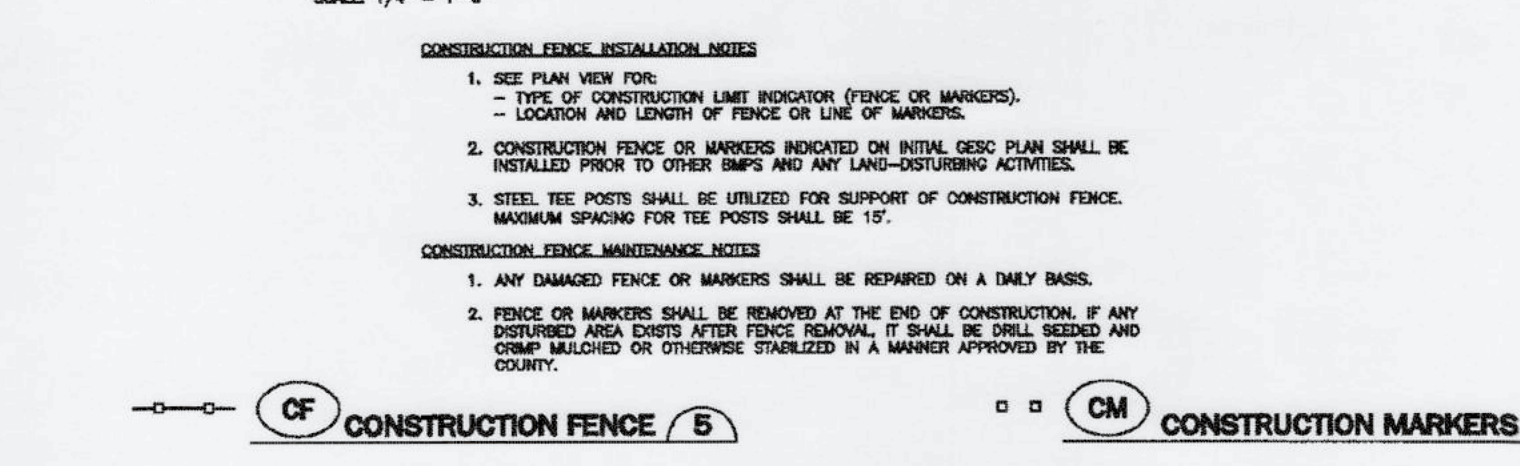 CONSTRUCTION FENCE INSTALLATION NOTES
1. SEE PLAN VIEW FOR:
– TYPE OF CONSTRUCTION LIMIT INDICATOR (FENCE OR MARKERS).
– LOCATION AND LENGTH OF FENCE OR LINE OF MARKERS.
2. CONSTRUCTION FENCE OR MARKERS INDICATED ON INITIAL GESC PLAN SHALL BE
INSTALLED PRIOR TO OTHER BMPS AND ANY LAND–DISTURBING ACTIVITIES.
3. STEEL TEE POSTS SHALL BE UTILIZED FOR SUPPORT OF CONSTRUCTION FENCE.
MAXIMUM SPACING FOR TEE POSTS SHALL BE 15'.
CONSTRUCTION FENCE MAINTENANCE NOTES
1. ANY DAMAGED FENCE OR MARKERS SHALL BE REPAIRED ON A DAILY BASIS.
2. FENCE OR MARKERS SHALL BE REMOVED AT THE END OF CONSTRUCTION. IF ANY
DISTURBED AREA EXISTS AFTER FENCE REMOVAL, IT SHALL BE DRILL SEEDED AND
CRIMP MULCHED OR OTHERWISE STABILIZED IN A MANNER APPROVED BY THE
COUNTY.
CF CONSTRUCTION FENCE 5
CM CONSTRUCTION MARKERS